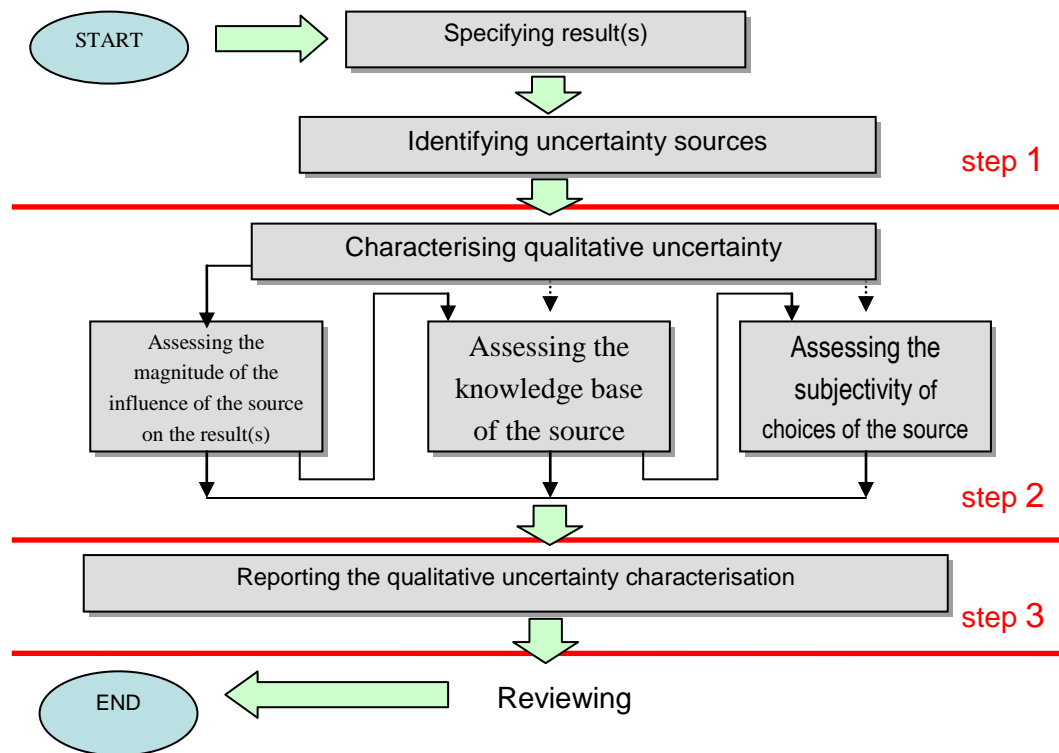 START
Specifying result(s)
Identifying uncertainty sources
step 1
Characterising qualitative uncertainty
Assessing the
magnitude of the
influence of the source
on the result(s)
Assessing the
knowledge base
of the source
Assessing the
subjectivity of
choices of the source
step 2
Reporting the qualitative uncertainty characterisation
step 3
Reviewing
END